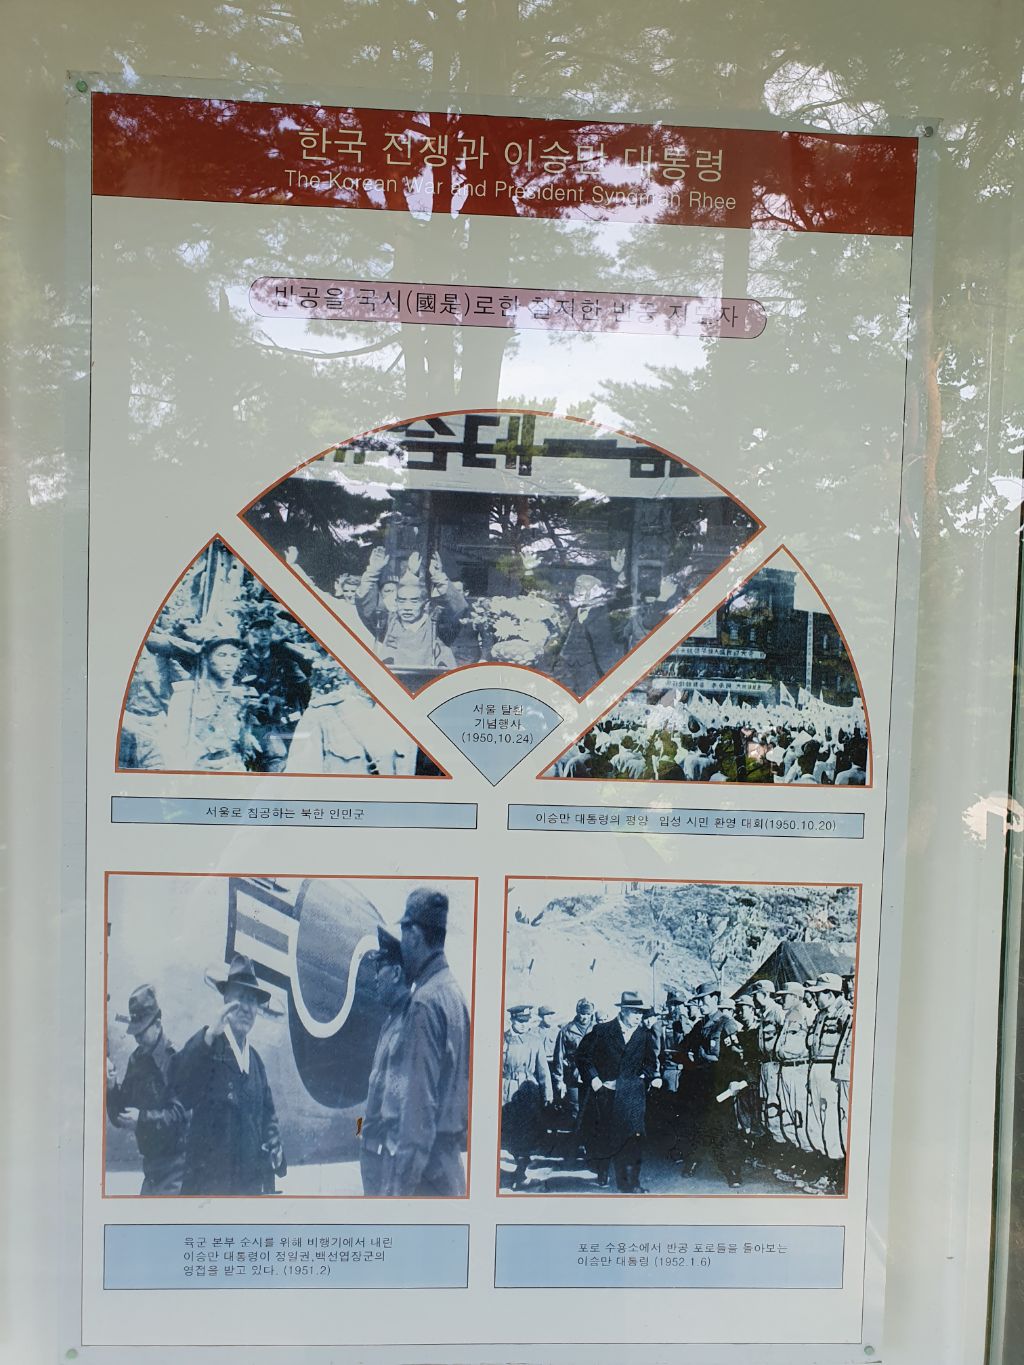 한국 전쟁과 이승만 대통령
The Korean War and President Syngman Rhee
반공을 국시(國是)로한 철저한 반공 지도자
서울 탈환
기념행사
(1950,10.24)
서울로 침공하는 북한 인민군
이승만 대통령의 평양 입성 시민 환영 대회(1950.10.20)
육군 본부 순시를 위해 비행기에서 내린
이승만 대통령이 정일권,백선엽장군의
영접을 받고 있다. (1951.2)
포로 수용소에서 반공 포로들을 돌아보는
이승만 대통령 (1952.1.6)